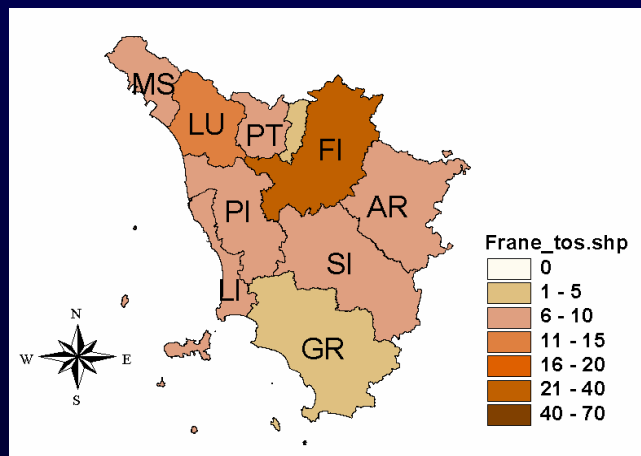 MS
LU
PT
FI
PI
AR
SI
LI
GR
N
W E
S
Frane_tos.shp
0
1 - 5
6 - 10
11 - 15
16 - 20
21 - 40
40 - 70